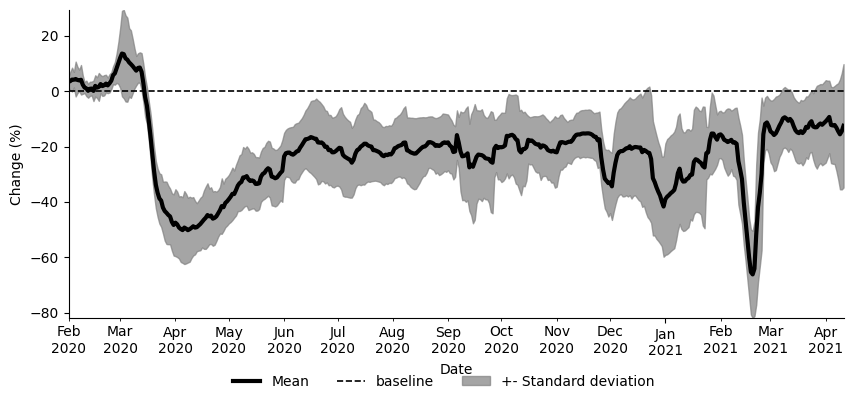 20
0
−20
−40
−60
−80
Change (%)
Feb Mar Apr May Jun Jul Aug Sep Oct Nov Dec Jan Feb Mar Apr
2020 2020 2020 2020 2020 2020 2020 2020 2020 2020 2020 2021 2021 2021 2021
Date
Mean baseline +- Standard deviation